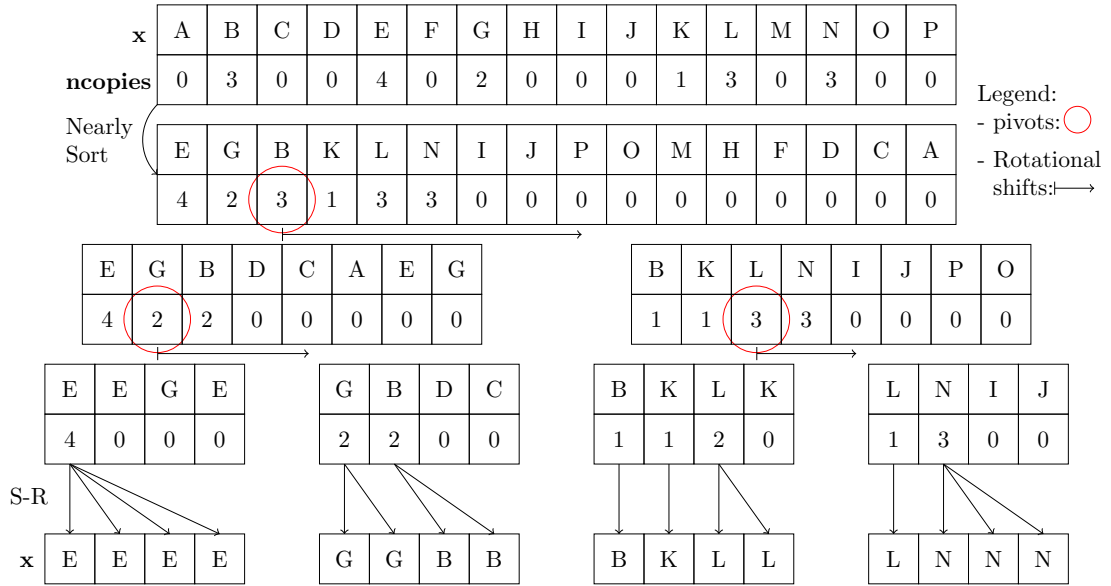 x A B C D E F G H I J K L M N O P
ncopies 0 3 0 0 4 0 2 0 0 0 1 3 0 3 0 0
Legend:
- pivots:
- Rotational
shifts:
Nearly
Sort
E G B K L N I J P O M H F D C A
4 2 3 1 3 3 0 0 0 0 0 0 0 0 0 0
E G B D C A E G
4 2 2 0 0 0 0 0
B K L N I J P O
1 1 3 3 0 0 0 0
E E G E
4 0 0 0
G B D C
2 2 0 0
B K L K
1 1 2 0
L N I J
1 3 0 0
S-R
x E E E E
G G B B
B K L L
L N N N